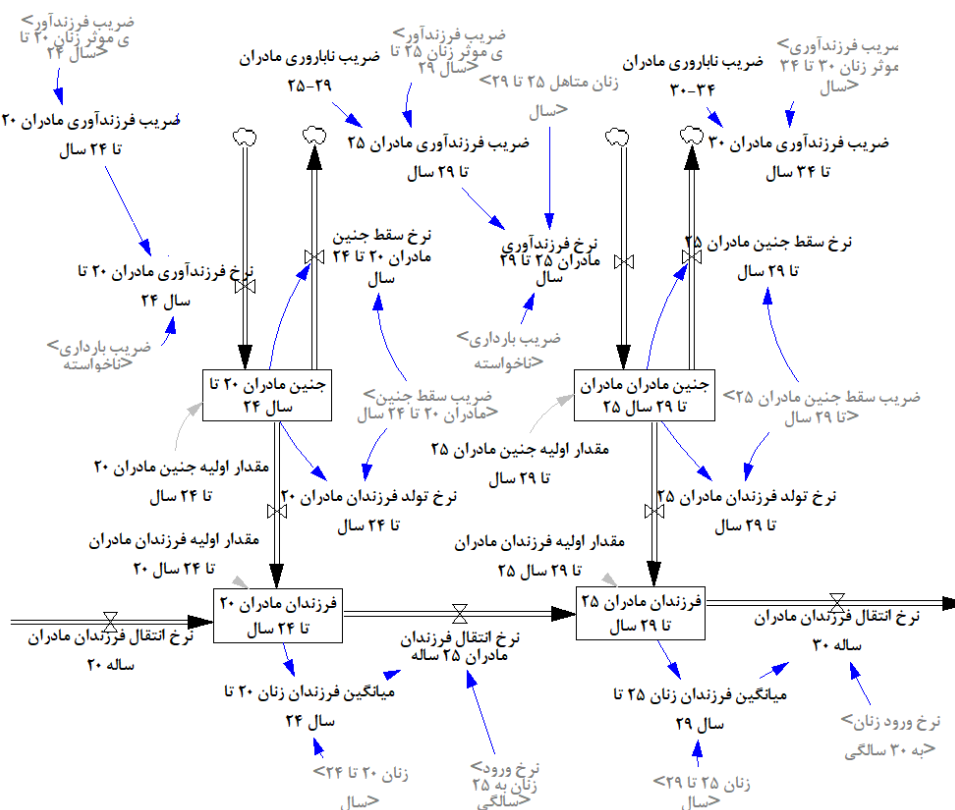 <ضریب فرزندآور
ی موثر زنان ۲۰ تا
۲۴ سال>
ضریب فرزندآوری مادران ۲۰
تا ۲۴ سال
نرخ فرزندآوری مادران ۲۰ تا
۲۴ سال
<ضریب بارداری
ناخواسته>
ضریب ناباروری مادران
۲۵-۲۹
<ضریب فرزندآور
ی موثر زنان ۲۵ تا
۲۹ سال>
<زنان متاهل ۲۵ تا ۲۹
سال>
ضریب فرزندآوری مادران ۲۵
تا ۲۹ سال
نرخ سقط جنین
مادران ۲۰ تا ۲۴
سال
نرخ فرزندآوری
مادران ۲۵ تا ۲۹
سال
<ضریب بارداری
ناخواسته>
ضریب ناباروری مادران
۳۰-۳۴
<ضریب فرزندآوری
موثر زنان ۳۰ تا ۳۴
سال>
ضریب فرزندآوری مادران ۳۰
تا ۳۴ سال
نرخ سقط جنین مادران ۲۵
تا ۲۹ سال
جنین مادران ۲۰ تا
۲۴ سال
<ضریب سقط جنین
مادران ۲۰ تا ۲۴ سال>
جنین مادران مادران
۲۵ تا ۲۹ سال
<ضریب سقط جنین مادران ۲۵
تا ۲۹ سال>
مقدار اولیه جنین مادران ۲۰
تا ۲۴ سال
نرخ تولد فرزندان مادران ۲۰
تا ۲۴ سال
مقدار اولیه جنین مادران ۲۵
تا ۲۹ سال
نرخ تولد فرزندان مادران ۲۵
تا ۲۹ سال
مقدار اولیه فرزندان مادران
۲۰ تا ۲۴ سال
مقدار اولیه فرزندان مادران
۲۵ تا ۲۹ سال
نرخ انتقال فرزندان مادران
۲۰ ساله
فرزندان مادران ۲۰
تا ۲۴ سال
نرخ انتقال فرزندان
مادران ۲۵ ساله
فرزندان مادران ۲۵
تا ۲۹ سال
نرخ انتقال فرزندان مادران
۳۰ ساله
میانگین فرزندان زنان ۲۰ تا
۲۴ سال
میانگین فرزندان زنان ۲۵ تا
۲۹ سال
<زنان ۲۰ تا ۲۴
سال>
<نرخ ورود
زنان به ۲۵
سالگی>
<زنان ۲۵ تا ۲۹
سال>
<نرخ ورود زنان
به ۳۰ سالگی>